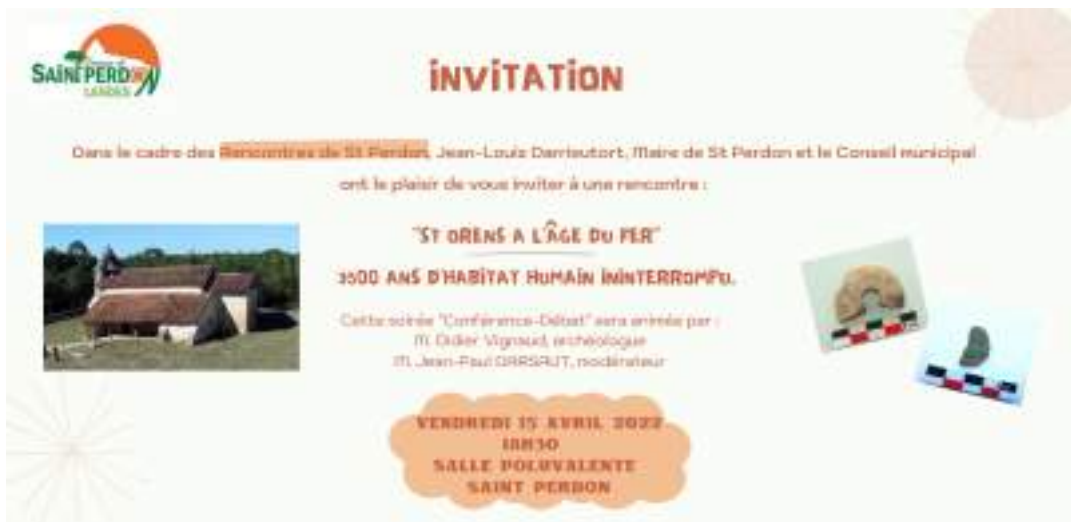 SAINT PERDON
LANDES
INVITATION
Dans le cadre des Rencontres de St Perdon, Jean-Louis Darrieutort, Maire de St Perdon et le Conseil municipal
ont le plaisir de vous inviter à une rencontre :
"ST ORENS A L'ÂGE DU FER"
3500 ANS D'HABITAT HUMAIN ININTERROMPU.
Cette soirée "Conférence-Débat" sera animée par :
M. Didier Vignaud, archéologue
M. Jean-Paul DARSAUT, modérateur
VENDREDI 15 AVRIL 2022
18H30
SALLE POLYVALENTE
SAINT PERDON